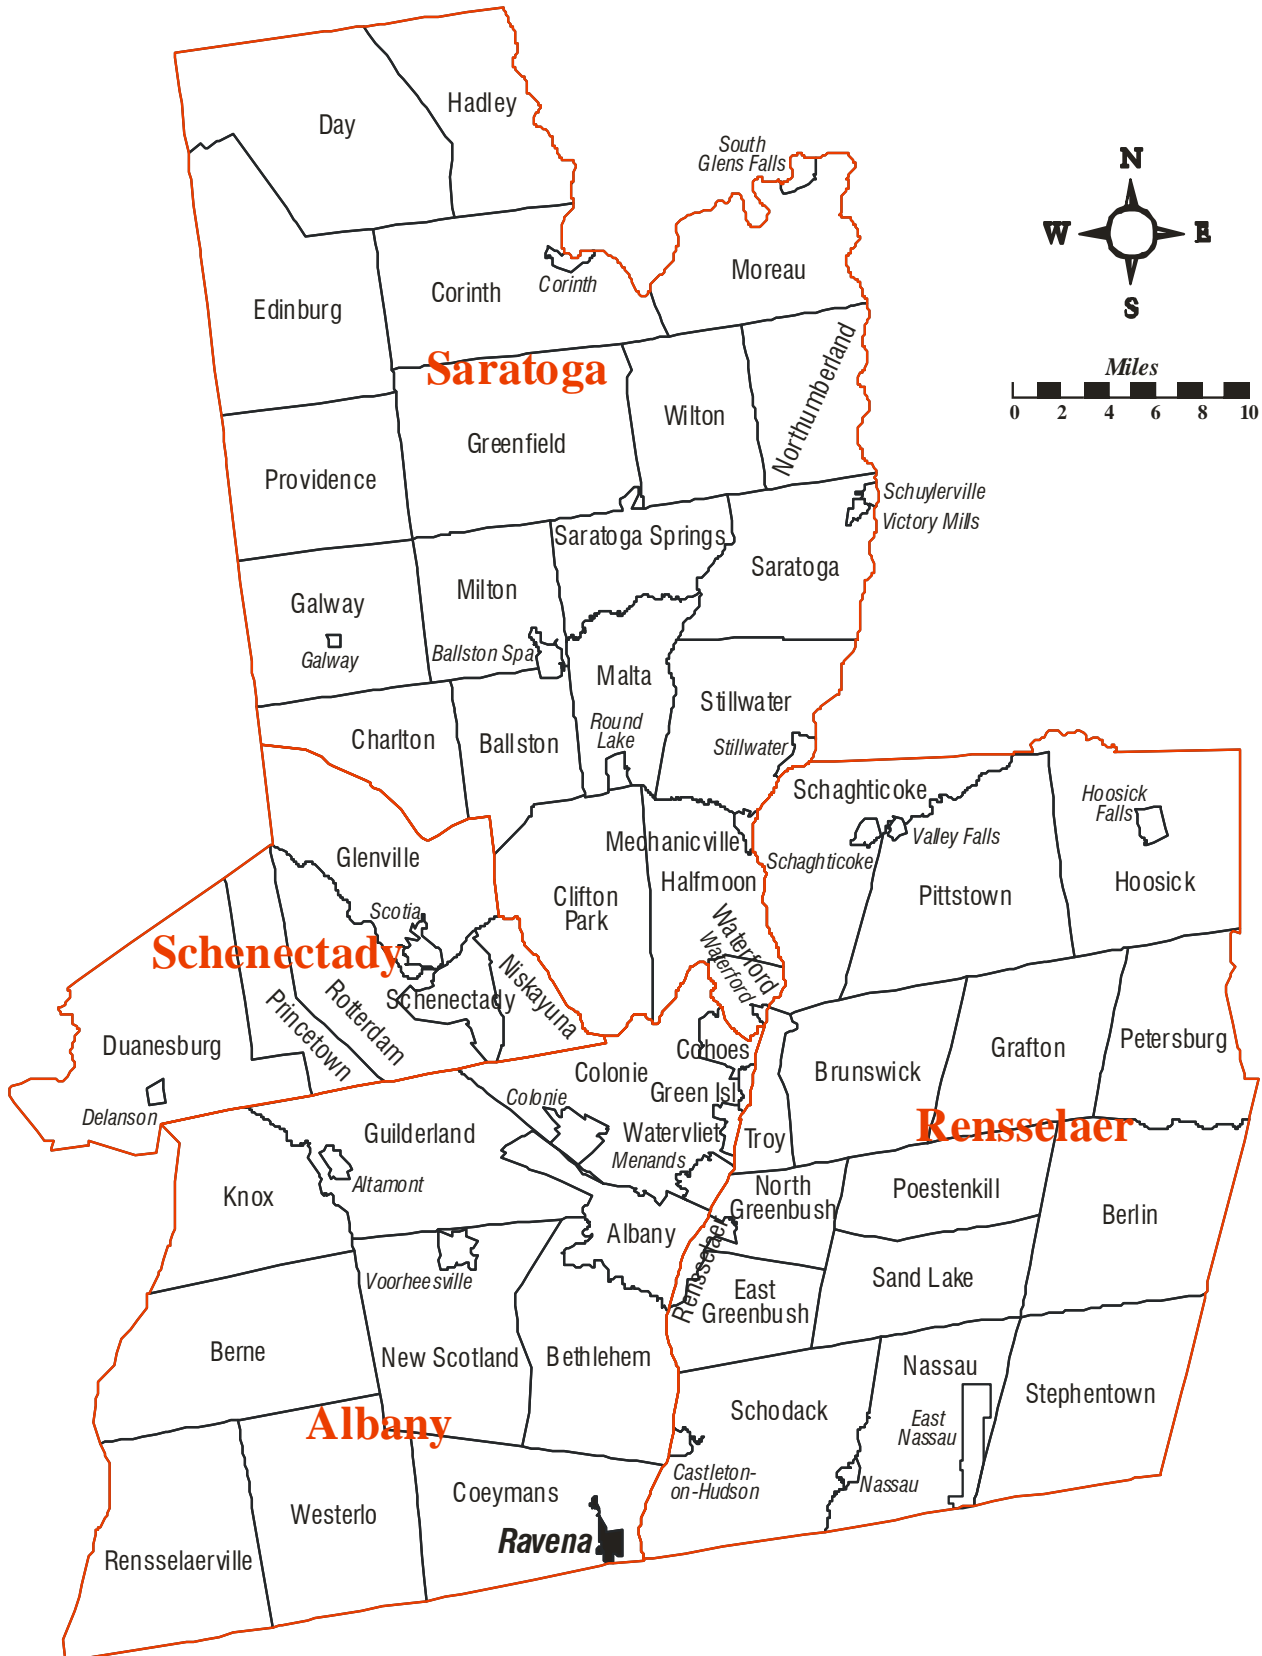 Hadley
Day
South
Glens Falls
N
W
E
S
Moreau
Corinth
Corinth
Edinburg
Miles
0 2 4 6 8 10
Saratoga
Northumberland
Wilton
Greenfield
Providence
Schuylerville
Victory Mills
Saratoga Springs
Saratoga
Milton
Galway
Galway
Ballston Spa
Malta
Stillwater
Round
Lake
Charlton
Ballston
Stillwater
Schaghticoke
Hoosick
Falls
Mechanicville
Valley Falls
Schaghticoke
Glenville
Halfmoon
Hoosick
Clifton
Park
Pittstown
Scotia
Waterford
Waterford
Schenectady
Niskayuna
Schenectady
Rotterdam
Princetown
Duanesburg
Cohoes
Grafton
Petersburg
Colonie
Brunswick
Green Isl
Colonie
Delanson
Guilderland
Watervliet
Troy
Rensselaer
Menands
Altamont
Knox
North
Greenbush
Poestenkill
Berlin
Albany
Rensselaer
Voorheesville
Sand Lake
East
Greenbush
Berne
New Scotland
Bethlehem
Nassau
Stephentown
Schodack
Albany
East
Nassau
Castleton-
on-Hudson
Nassau
Coeymans
Westerlo
Ravena
Rensselaerville